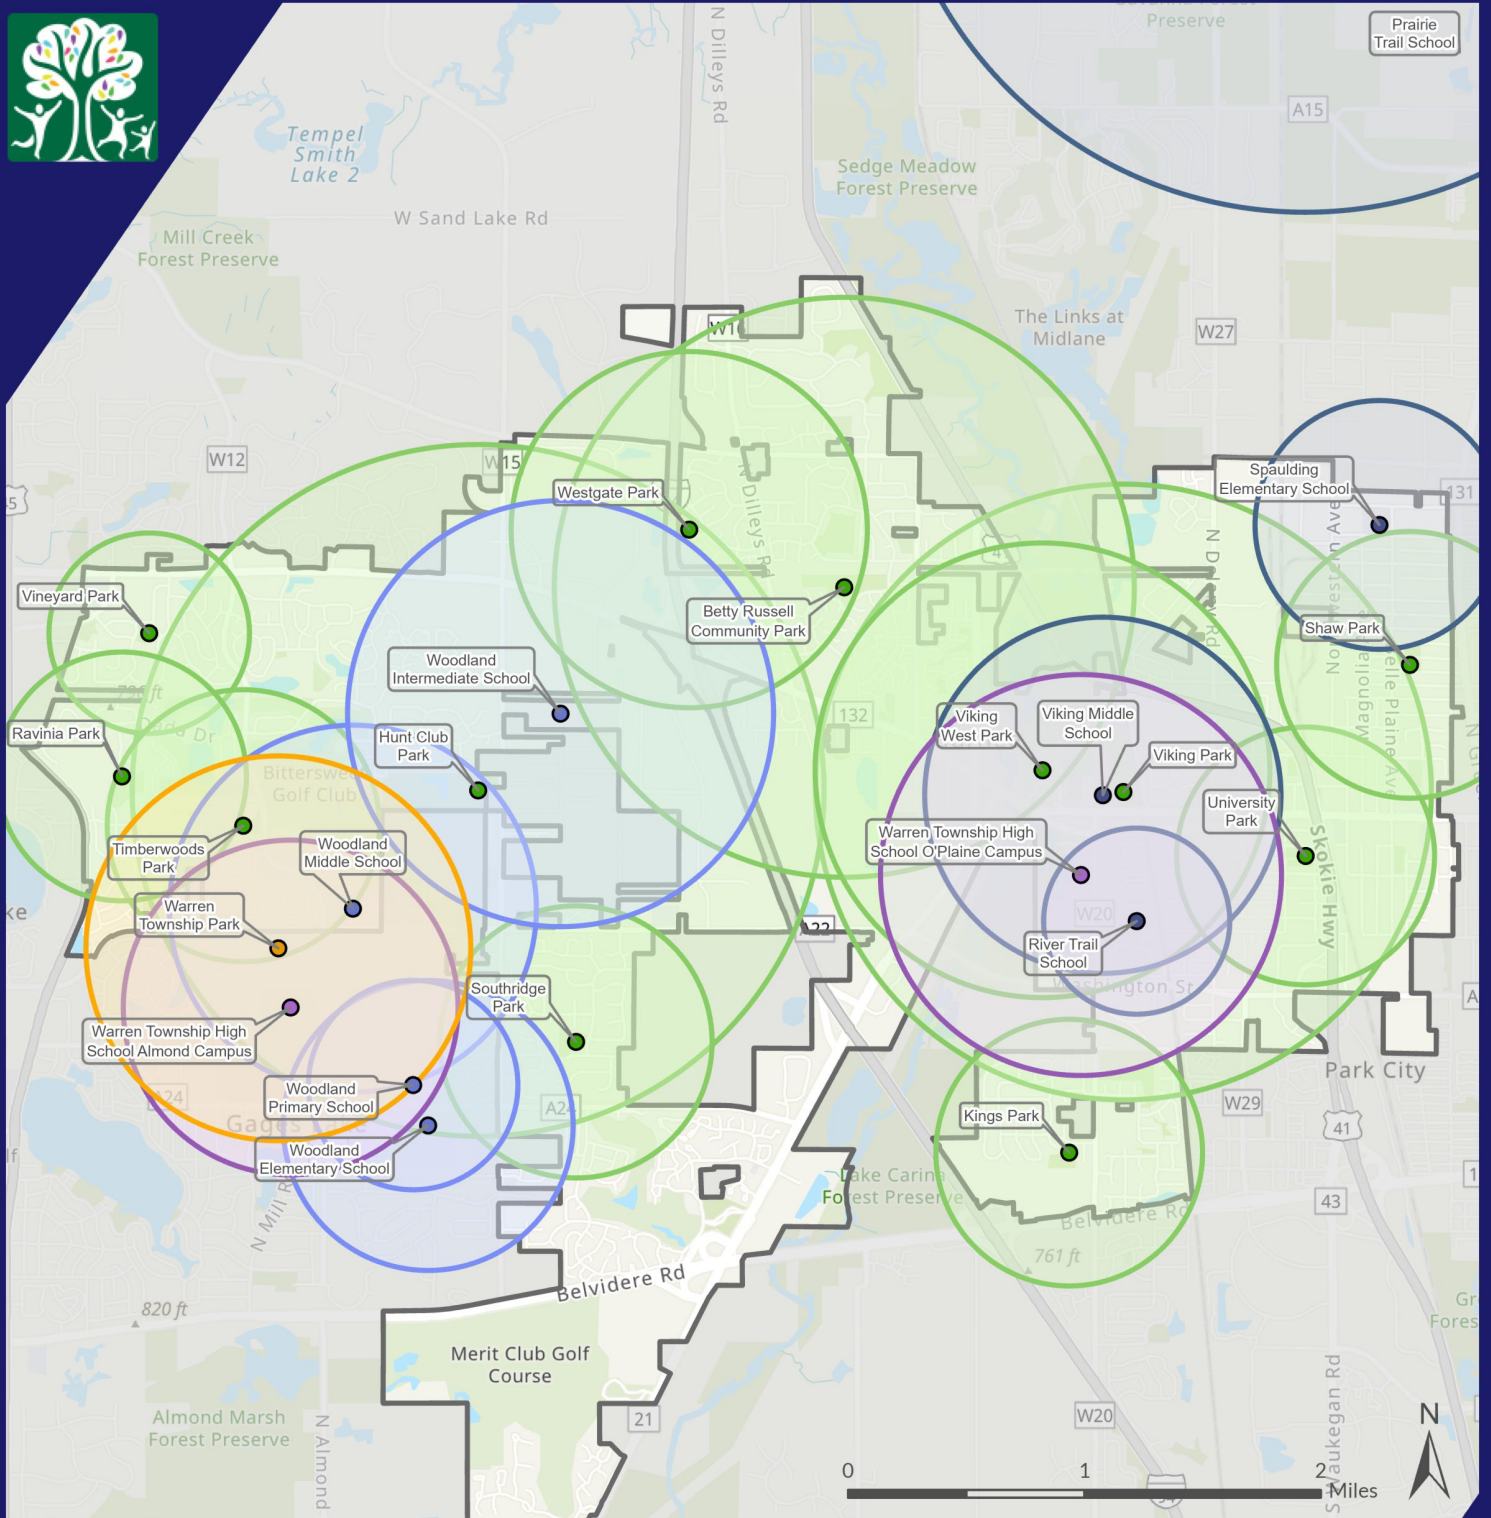 Preserve
Prairie
Trail School
N Dilleys Rd
A15
Tempel
Smith
Lake 2
Sedge Meadow
Forest Preserve
W Sand Lake Rd
Mill Creek
Forest Preserve
The Links at
Midlane
W27
W12
W15
Westgate Park
N Dilleys Rd
Spaulding
Elementary School
131
Vineyard Park
Betty Russell
Community Park
Shaw Park
Woodland
Intermediate School
Ravinia Park
Hunt Club
Park
132
Viking
West Park
Viking Middle
School
Viking Park
Golf Club
University
Park
Timberwoods
Park
Woodland
Middle School
Warren Township High
School O'Plaine Campus
Skokie Hwy
Warren
Township Park
W20
River Trail
School
Washington St
Southridge
Park
Warren Township High
School Almond Campus
Park City
Woodland
Primary School
A24
A24
W29
Kings Park
41
Woodland
Elementary School
Lake Carina
Forest Preserve
43
Belvidere Rd
761 ft
Belvidere Rd
820 ft
Merit Club Golf
Course
Almond Marsh
Forest Preserve
N Almond
21
W20
S Waukegan Rd
N
0
1
2
Miles